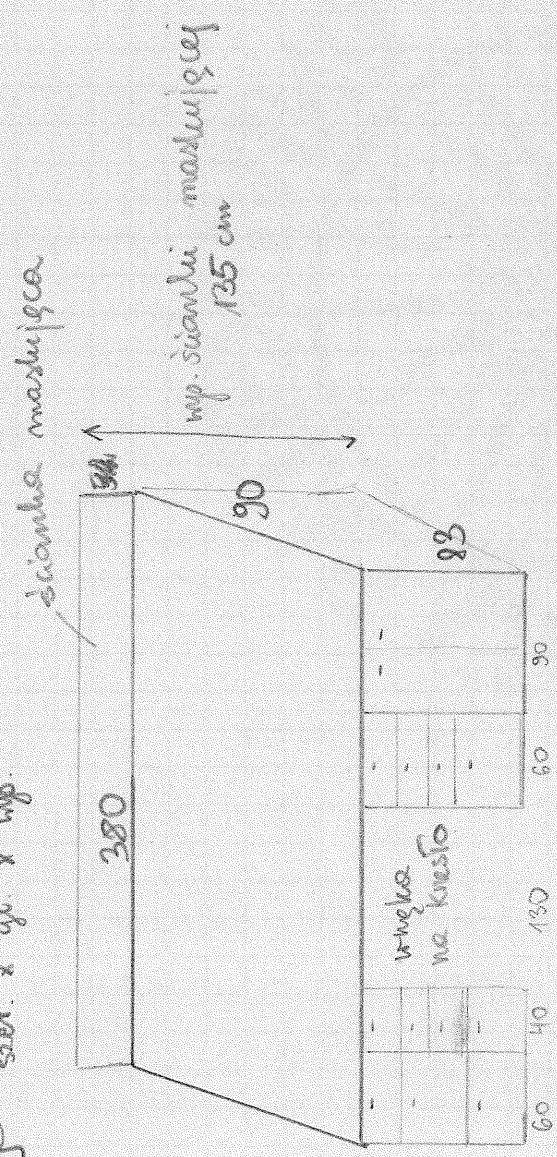 szer. x gł. x wys.
ścianka maskująca
380
90
83
wys. ścianki maskującej
135 cm
wnęka
na krzesło
60 40 130 60 90